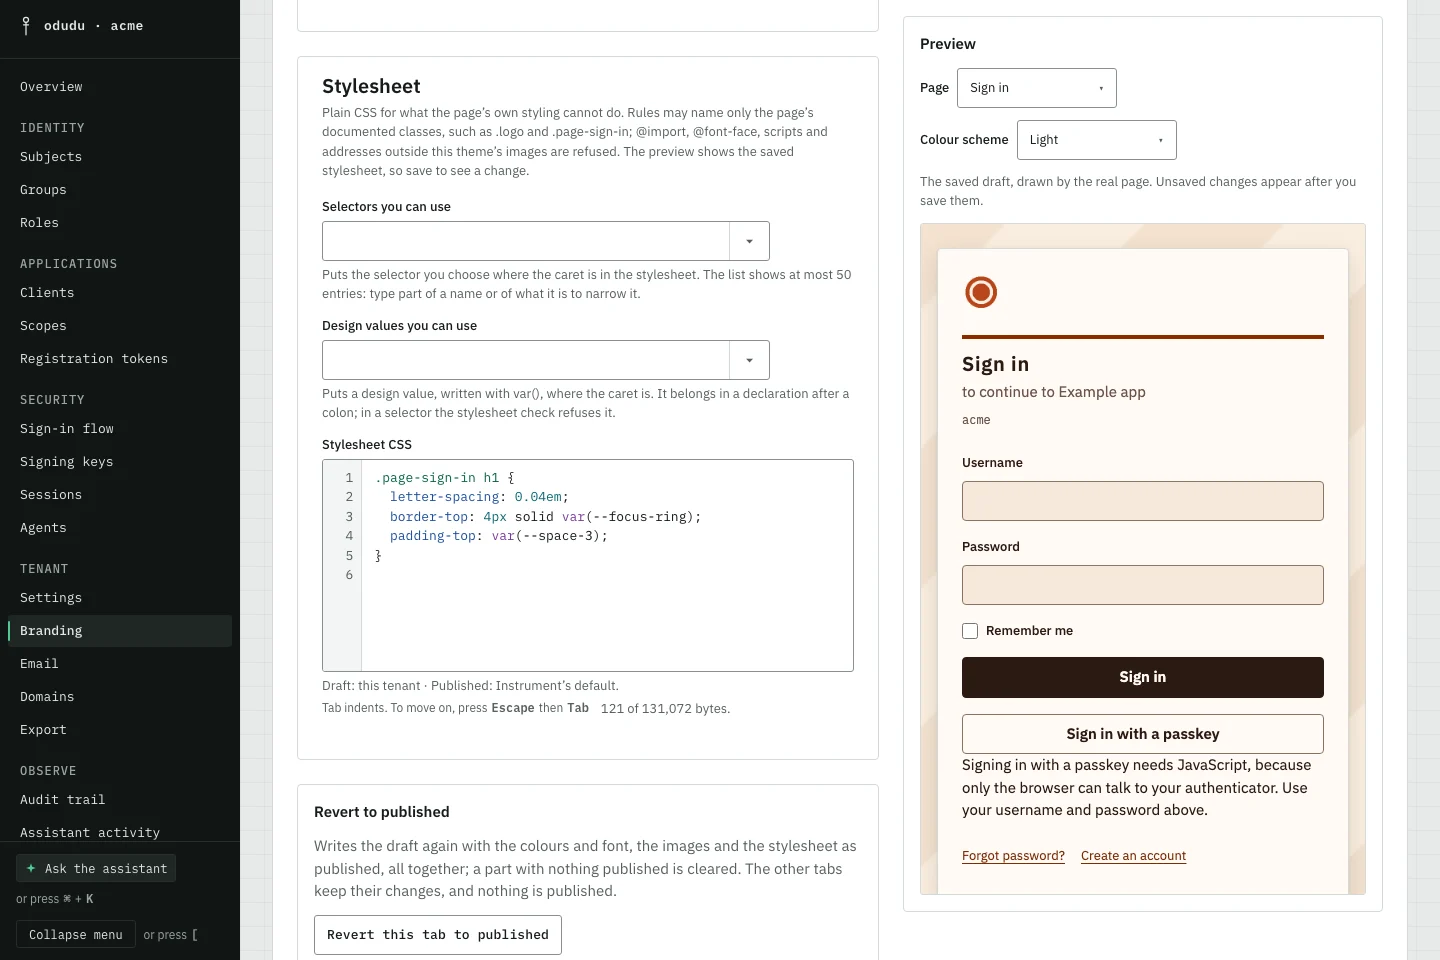 odudu · acme
Overview
IDENTITY
Subjects
Groups
Roles
APPLICATIONS
Clients
Scopes
Registration tokens
SECURITY
Sign-in flow
Signing keys
Sessions
Agents
TENANT
Settings
Branding
Email
Domains
Export
OBSERVE
Audit trail
Assistant activity
Ask the assistant
or press ⌘ + K
Collapse menu or press [
Stylesheet
Plain CSS for what the page’s own styling cannot do. Rules may name only the page’s
documented classes, such as .logo and .page-sign-in; @import, @font-face, scripts and
addresses outside this theme’s images are refused. The preview shows the saved
stylesheet, so save to see a change.
Selectors you can use
Puts the selector you choose where the caret is in the stylesheet. The list shows at most 50
entries: type part of a name or of what it is to narrow it.
Design values you can use
Puts a design value, written with var(), where the caret is. It belongs in a declaration after a
colon; in a selector the stylesheet check refuses it.
Stylesheet CSS
1 .page-sign-in h1 {
2 letter-spacing: 0.04em;
3 border-top: 4px solid var(--focus-ring);
4 padding-top: var(--space-3);
5 }
6
Draft: this tenant · Published: Instrument’s default.
Tab indents. To move on, press Escape then Tab 121 of 131,072 bytes.
Revert to published
Writes the draft again with the colours and font, the images and the stylesheet as
published, all together; a part with nothing published is cleared. The other tabs
keep their changes, and nothing is published.
Revert this tab to published
Preview
Page Sign in
Colour scheme Light
The saved draft, drawn by the real page. Unsaved changes appear after you
save them.
Sign in
to continue to Example app
acme
Username
Password
Remember me
Sign in
Sign in with a passkey
Signing in with a passkey needs JavaScript, because
only the browser can talk to your authenticator. Use
your username and password above.
Forgot password? Create an account